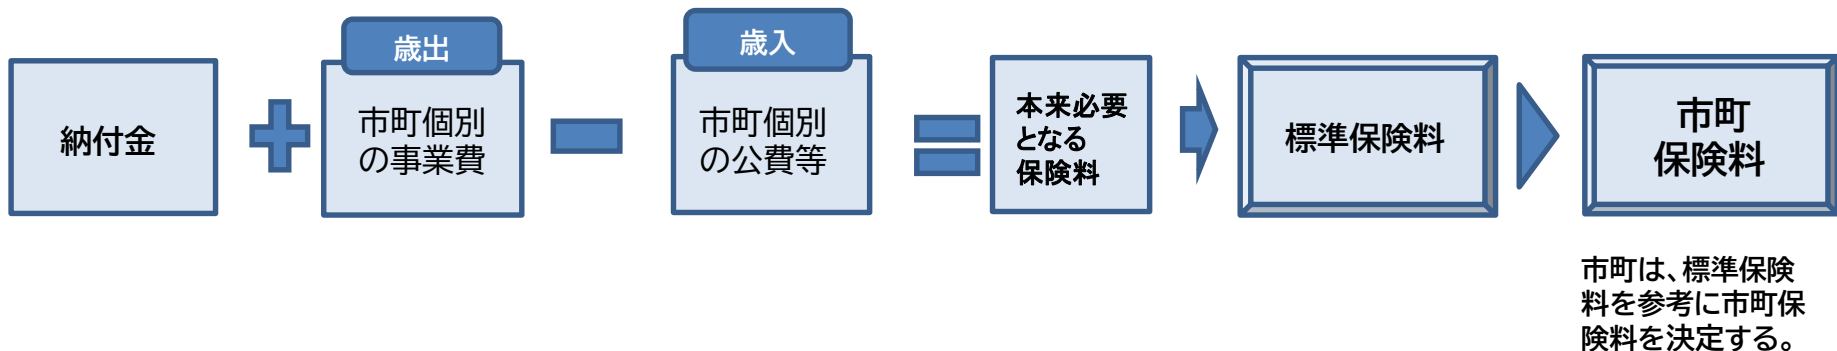 納付金
歳出
市町個別
の事業費
歳入
市町個別
の公費等
本来必要
となる
保険料
標準保険料
市町
保険料
市町は、標準保険
料を参考に市町保
険料を決定する。